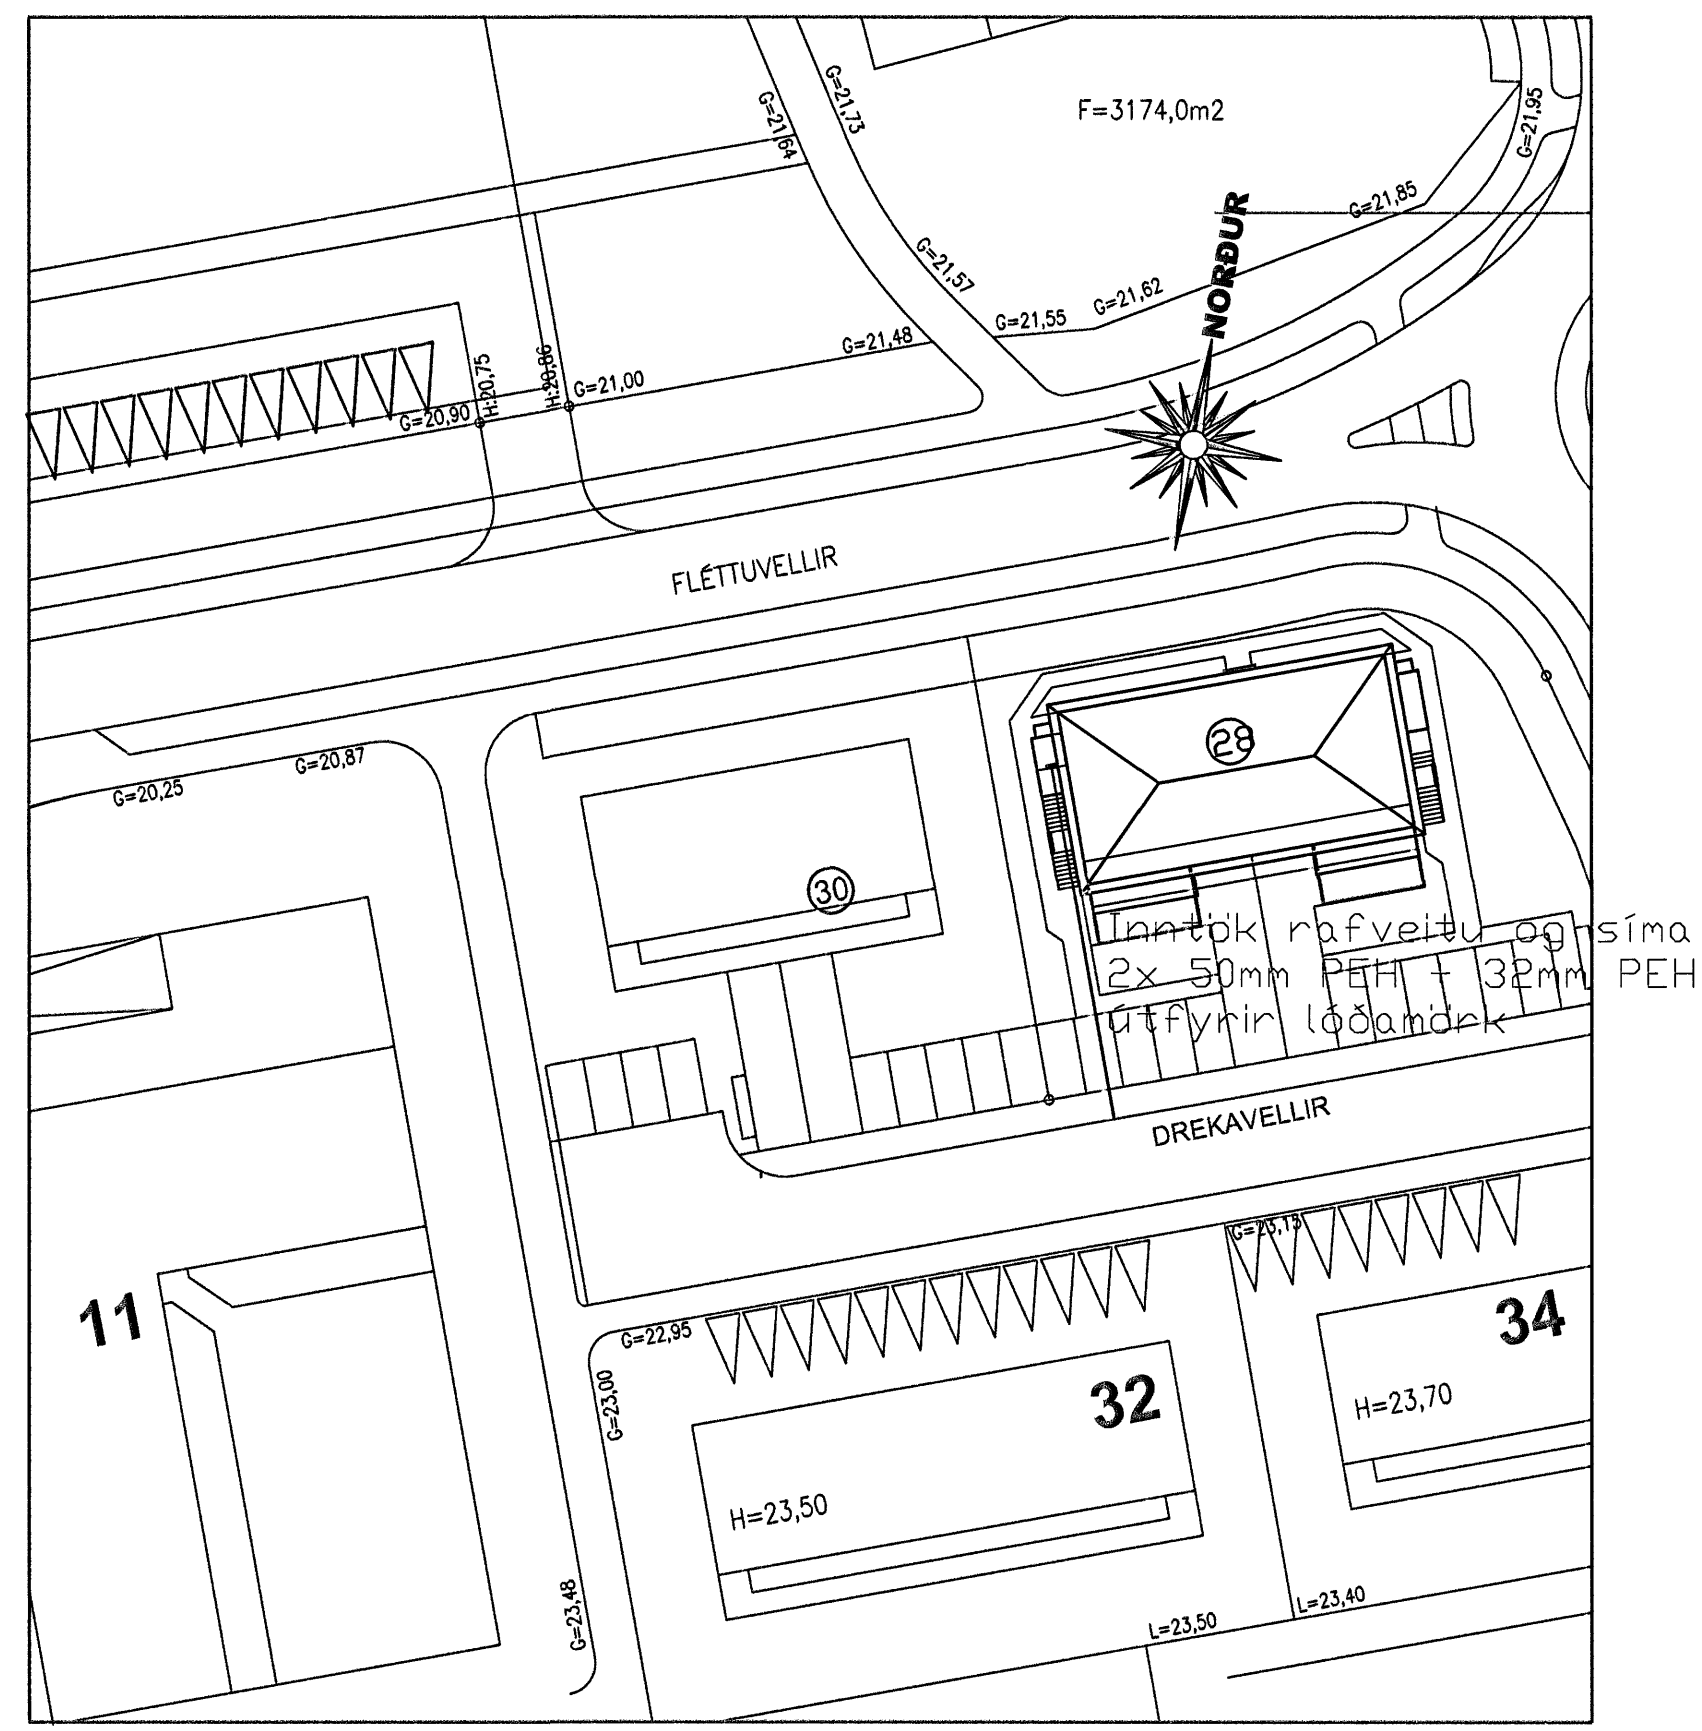 G=21,73
G=21,64
F=3174,0m2
G=21,95
G=21,85
NORÐUR
G=21,57
G=21,62
G=21,55
G=21,48
H:20,75
H:20,86
G=21,00
G=20,90
FLÉTTUVELLIR
28
G=20,87
G=20,25
30
Inntök rafveitu og síma
2x 50mm PEH + 32mm PEH
útfyrir lóðamörk
DREKAVELLIR
G=23,13
11
34
G=22,95
32
G=23,00
H=23,70
H=23,50
G=23,48
L=23,40
L=23,50